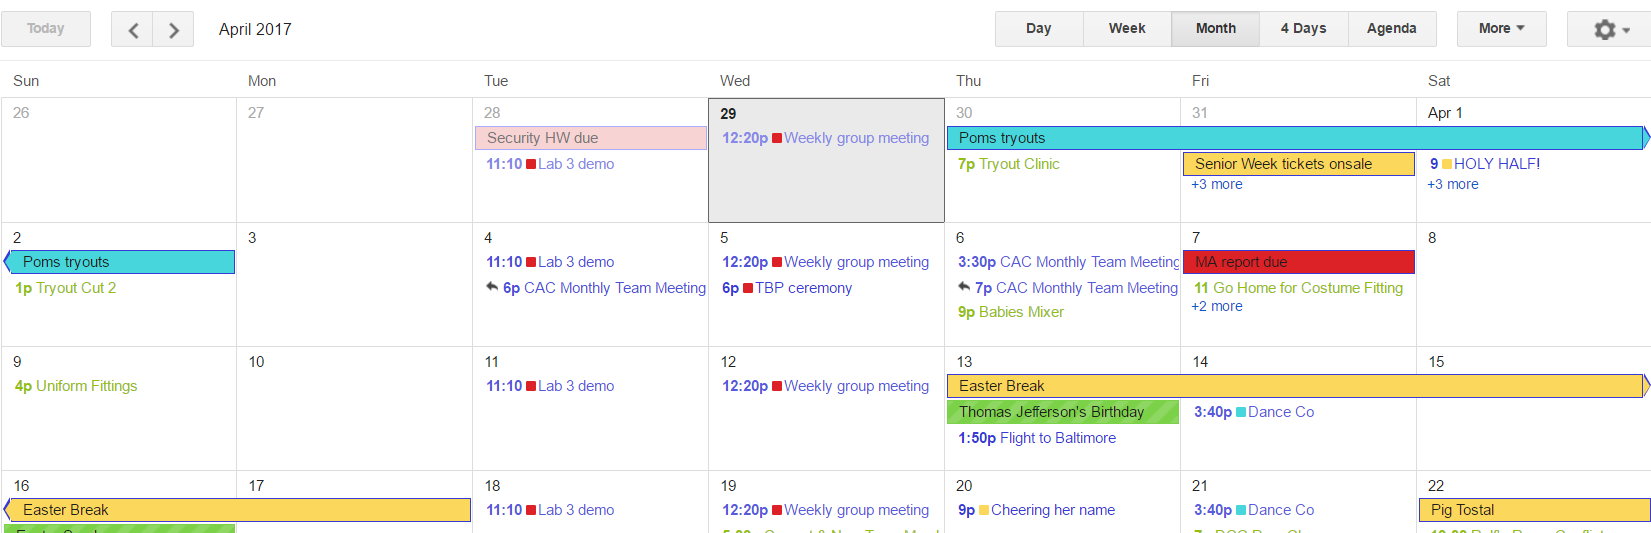 Today
April 2017
Day Week Month 4 Days Agenda
More
Sun Mon Tue Wed Thu Fri Sat
26 27 28 29 30 31 Apr 1
Security HW due
12:20p Weekly group meeting
Poms tryouts
11:10 Lab 3 demo
7p Tryout Clinic
Senior Week tickets onsale
9 HOLY HALF!
+3 more
+3 more
2 3 4 5 6 7 8
Poms tryouts
11:10 Lab 3 demo
12:20p Weekly group meeting
3:30p CAC Monthly Team Meeting
MA report due
1p Tryout Cut 2
6p CAC Monthly Team Meeting
6p TBP ceremony
7p CAC Monthly Team Meeting
11 Go Home for Costume Fitting
9p Babies Mixer
+2 more
9 10 11 12 13 14 15
4p Uniform Fittings
11:10 Lab 3 demo
12:20p Weekly group meeting
Easter Break
Thomas Jefferson's Birthday
3:40p Dance Co
1:50p Flight to Baltimore
16 17 18 19 20 21 22
Easter Break
11:10 Lab 3 demo
12:20p Weekly group meeting
9p Cheering her name
3:40p Dance Co
Pig Tostal